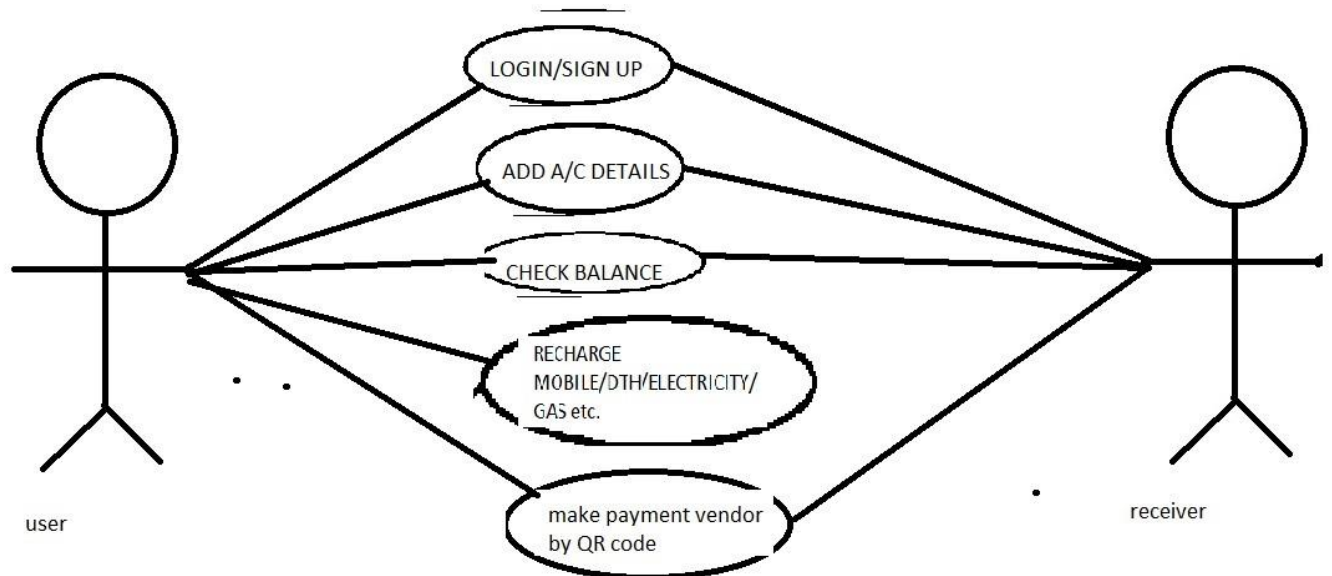 LOGIN/SIGN UP
ADD A/C DETAILS
CHECK BALANCE
RECHARGE
MOBILE/DTH/ELECTRICITY/
GAS etc.
make payment vendor
by QR code
user
receiver